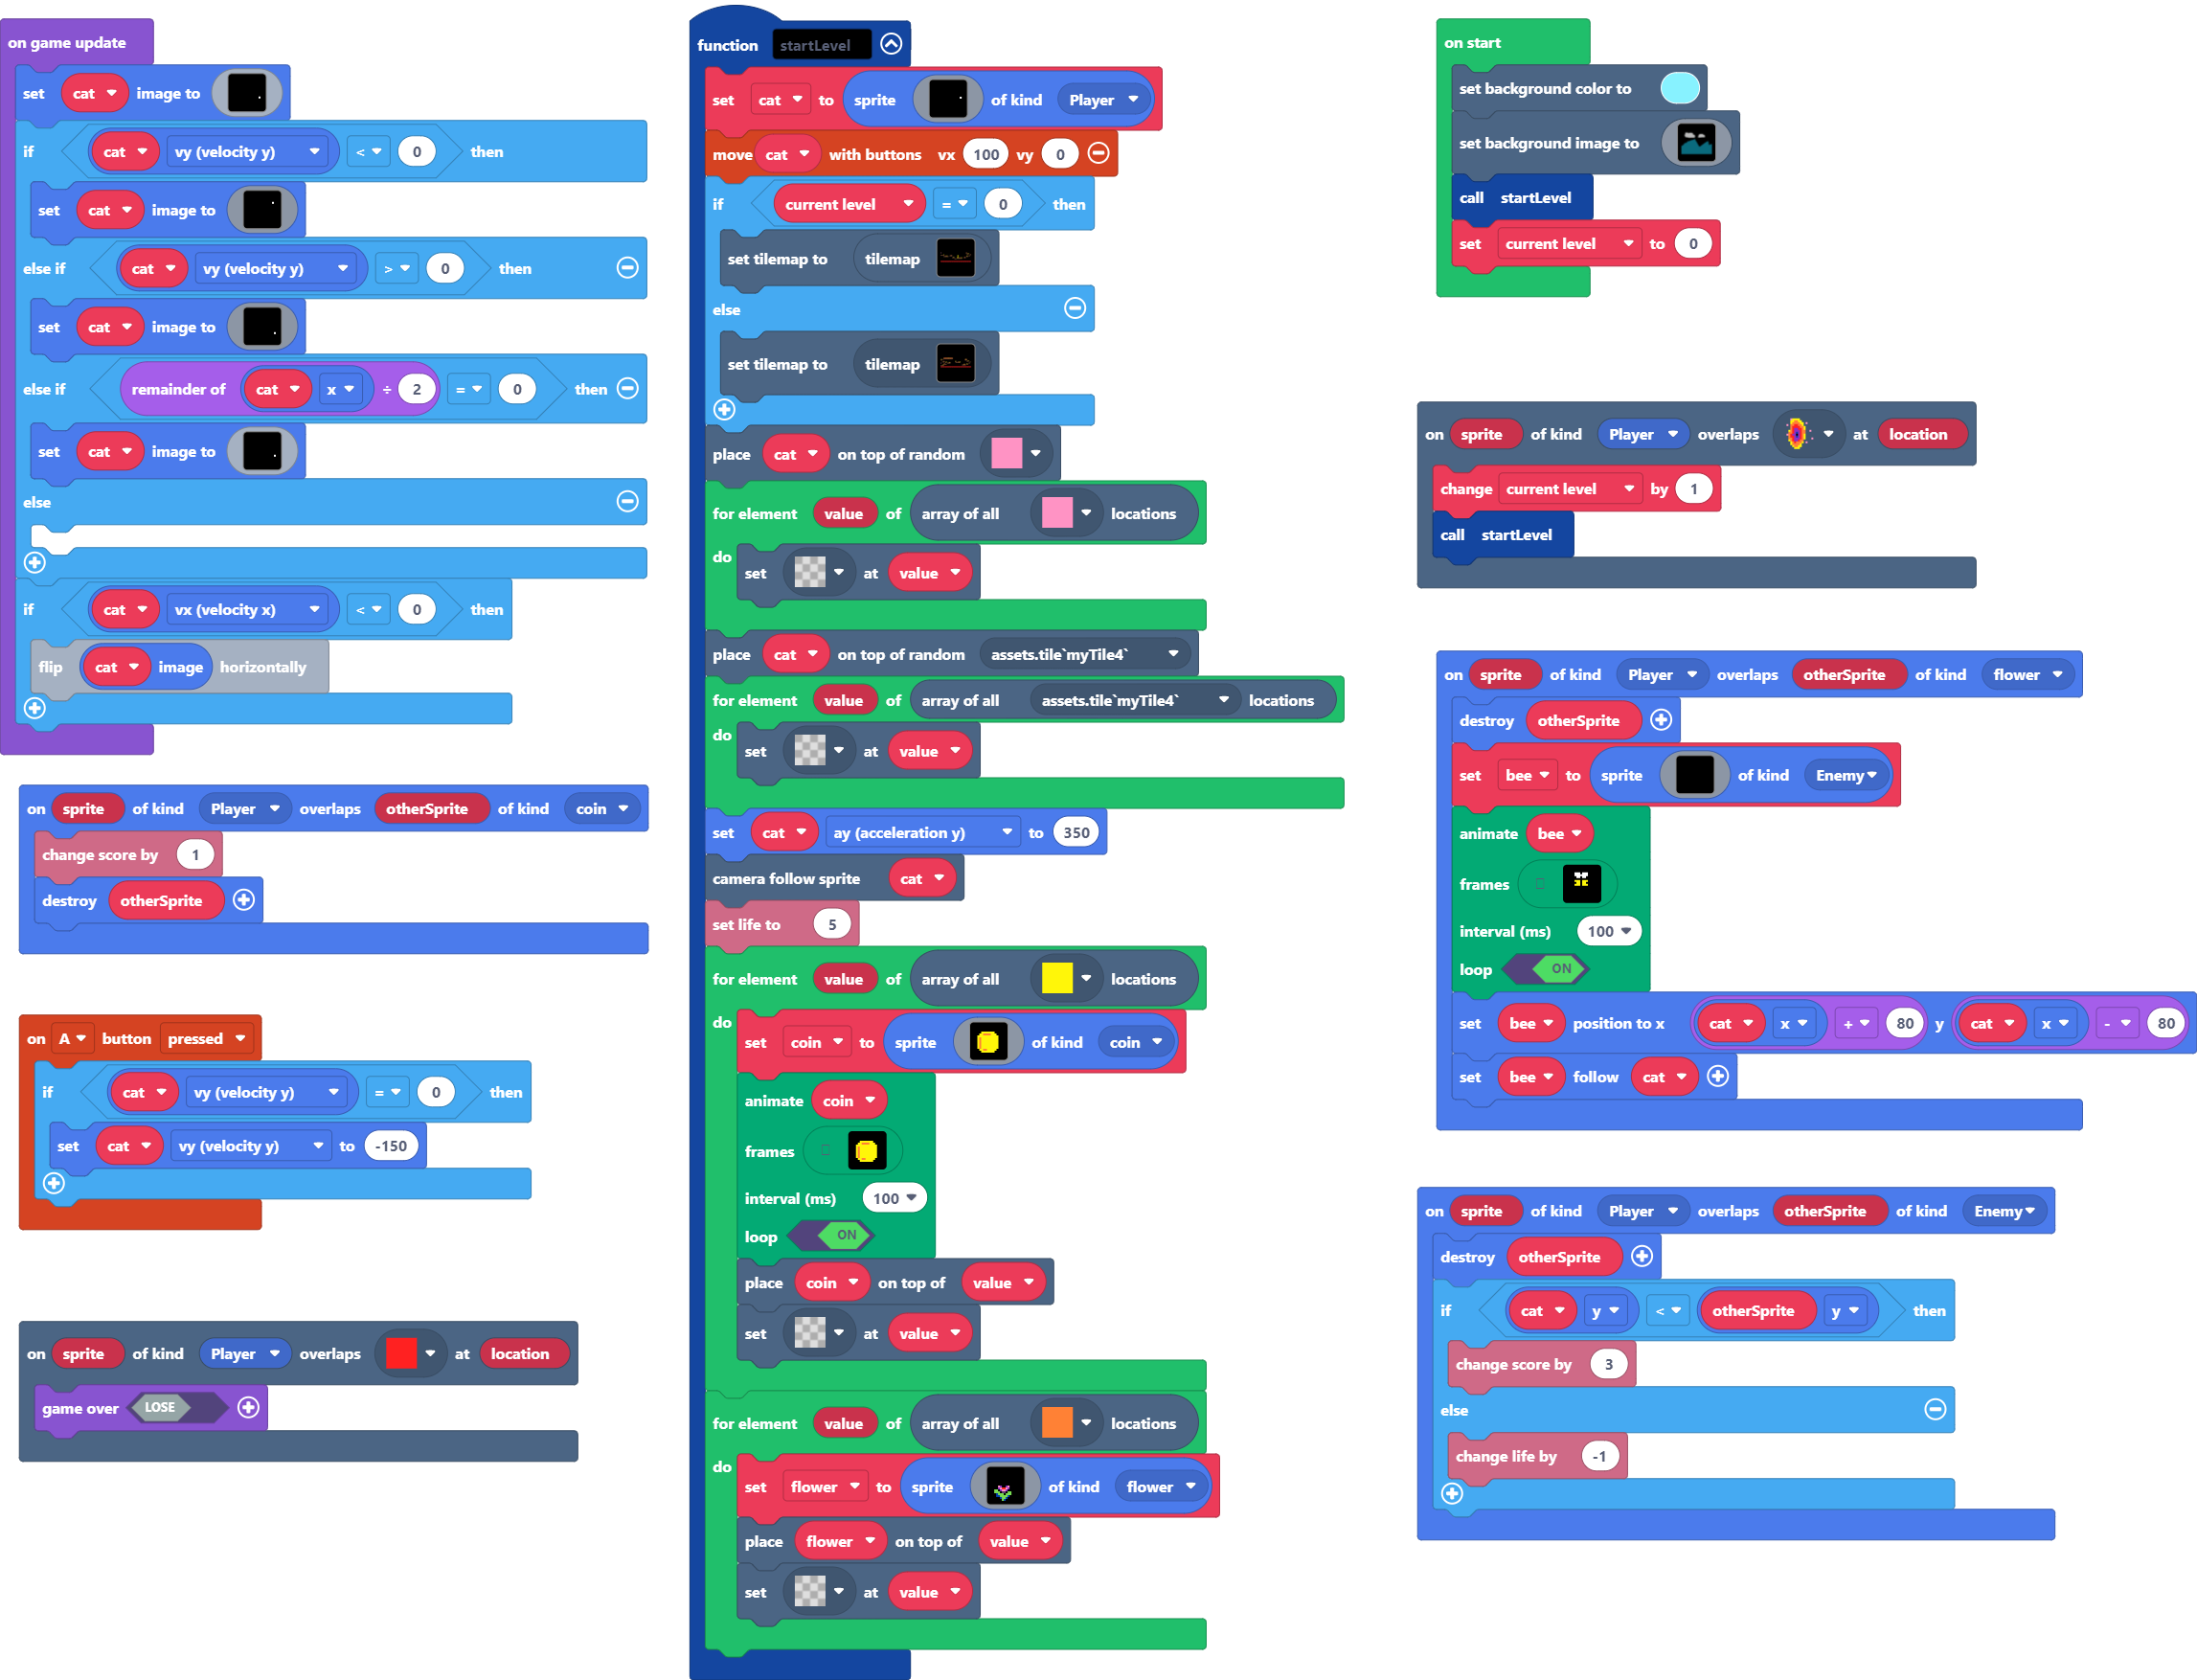 on game update
set cat image to
if cat vy (velocity y) < 0 then
set cat image to
else if cat vy (velocity y) > 0 then
set cat image to
else if remainder of cat x ÷ 2 = 0 then
set cat image to
else
if cat vx (velocity x) < 0 then
flip cat image horizontally
on sprite of kind Player overlaps otherSprite of kind coin
change score by 1
destroy otherSprite
on A button pressed
if cat vy (velocity y) = 0 then
set cat vy (velocity y) to -150
on sprite of kind Player overlaps at location
game over LOSE
function startLevel
set cat to sprite of kind Player
move cat with buttons vx 100 vy 0
if current level = 0 then
set tilemap to tilemap
else
set tilemap to tilemap
place cat on top of random
for element value of array of all locations
do set at value
place cat on top of random assets.tile`myTile4`
for element value of array of all assets.tile`myTile4` locations
do set at value
set cat ay (acceleration y) to 350
camera follow sprite cat
set life to 5
for element value of array of all locations
do set coin to sprite of kind coin
animate coin
frames
interval (ms) 100
loop ON
place coin on top of value
set at value
for element value of array of all locations
do set flower to sprite of kind flower
place flower on top of value
set at value
on start
set background color to
set background image to
call startLevel
set current level to 0
on sprite of kind Player overlaps at location
change current level by 1
call startLevel
on sprite of kind Player overlaps otherSprite of kind flower
destroy otherSprite
set bee to sprite of kind Enemy
animate bee
frames
interval (ms) 100
loop ON
set bee position to x cat x + 80 y cat x - 80
set bee follow cat
on sprite of kind Player overlaps otherSprite of kind Enemy
destroy otherSprite
if cat y < otherSprite y then
change score by 3
else
change life by -1